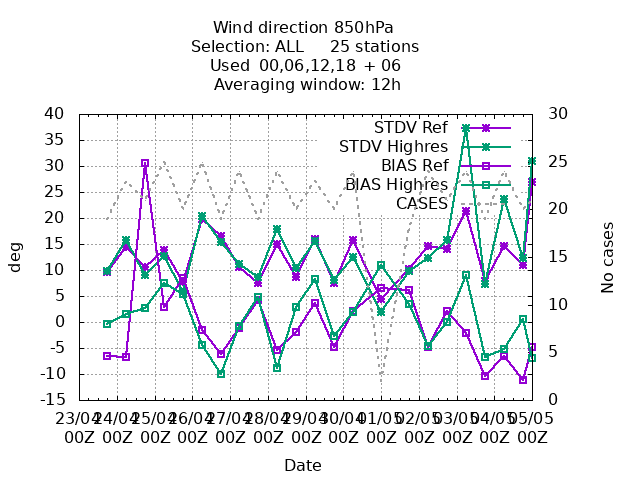 Wind direction 850hPa
Selection: ALL 25 stations
Used 00,06,12,18 + 06
Averaging window: 12h
40
35
30
25
20
15
10
5
0
-5
-10
-15
30
25
20
15
10
5
0
deg
No cases
STDV Ref
STDV Highres
BIAS Ref
BIAS Highres
CASES
23/04 24/04 25/04 26/04 27/04 28/04 29/04 30/04 01/05 02/05 03/05 04/05 05/05
00Z 00Z 00Z 00Z 00Z 00Z 00Z 00Z 00Z 00Z 00Z 00Z 00Z
Date